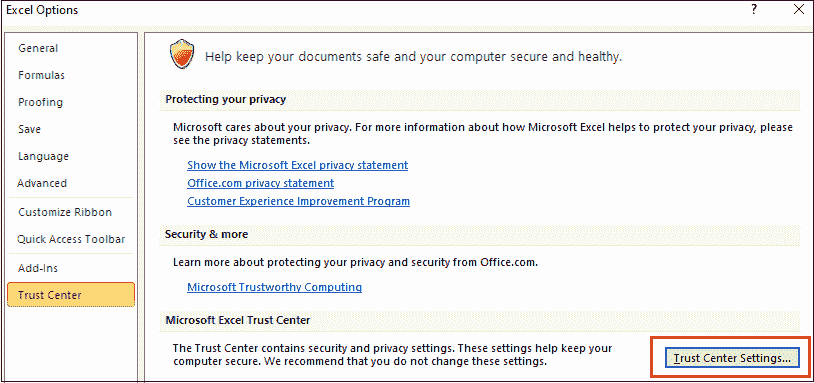 Excel Options
?
General
Formulas
Proofing
Save
Language
Advanced
Customize Ribbon
Quick Access Toolbar
Add-Ins
Trust Center
Help keep your documents safe and your computer secure and healthy.
Protecting your privacy
Microsoft cares about your privacy. For more information about how Microsoft Excel helps to protect your privacy, please
see the privacy statements.
Show the Microsoft Excel privacy statement
Office.com privacy statement
Customer Experience Improvement Program
Security & more
Learn more about protecting your privacy and security from Office.com.
Microsoft Trustworthy Computing
Microsoft Excel Trust Center
The Trust Center contains security and privacy settings. These settings help keep your
computer secure. We recommend that you do not change these settings.
Trust Center Settings...